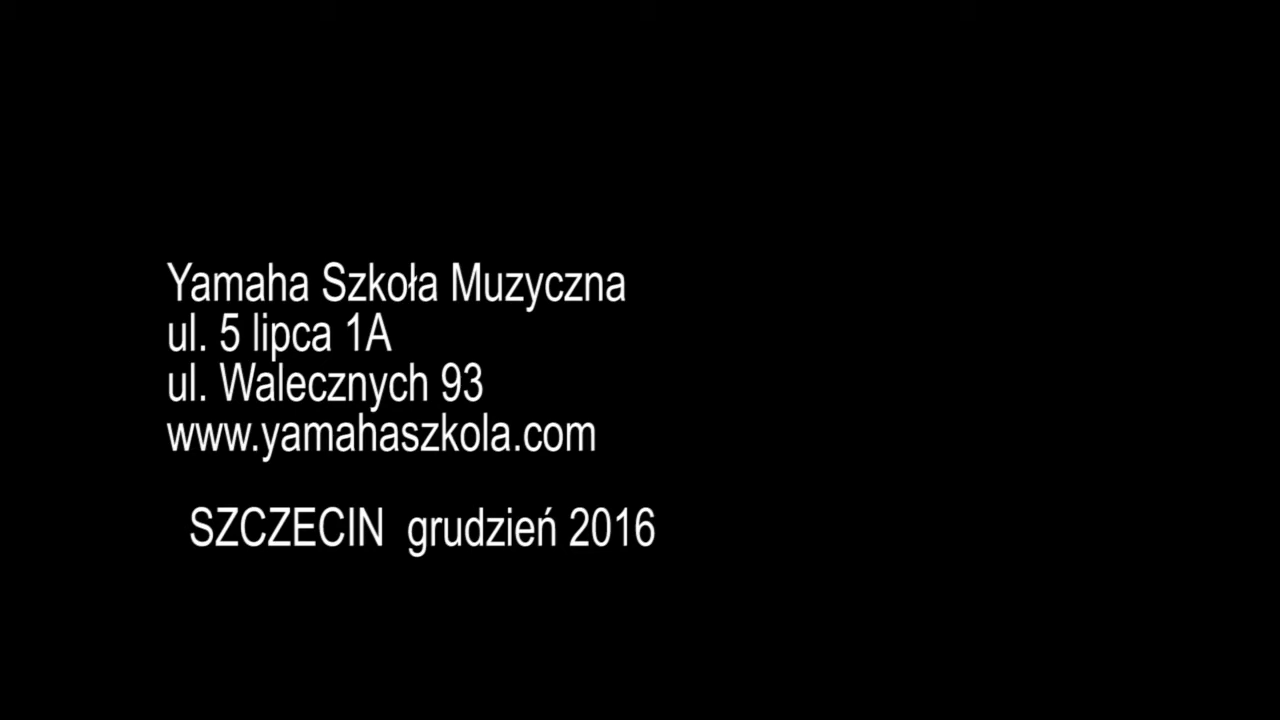 Yamaha Szkoła Muzyczna
ul. 5 lipca 1A
ul. Walecznych 93
www.yamahaszkola.com
SZCZECIN grudzień 2016